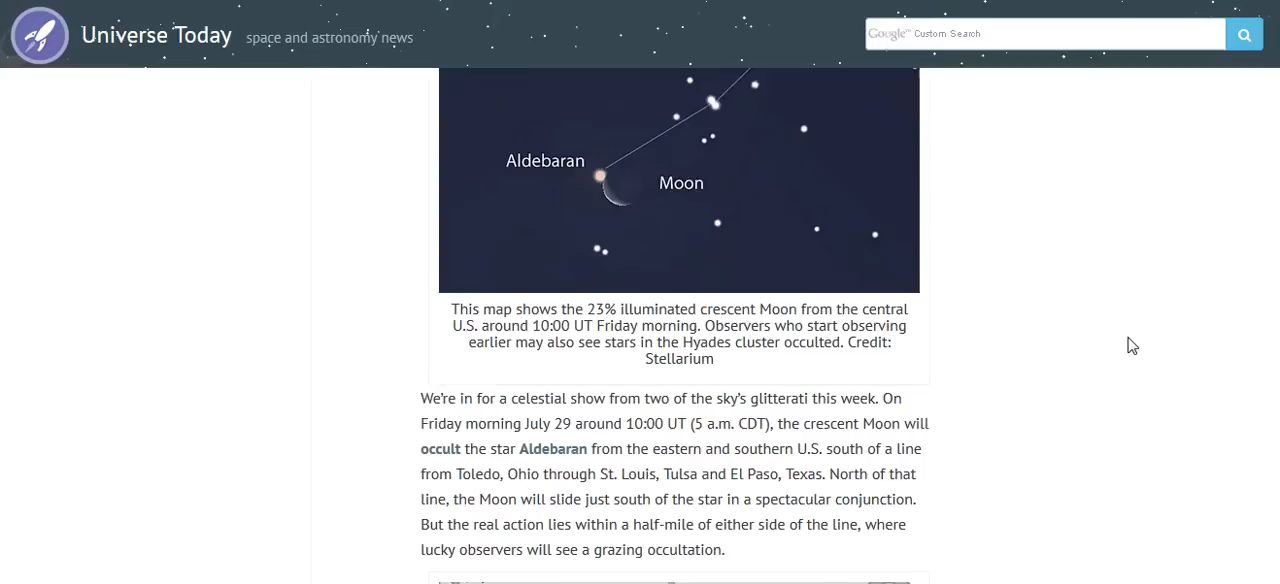 Universe Today space and astronomy news
Google™ Custom Search
Aldebaran
Moon
This map shows the 23% illuminated crescent Moon from the central
U.S. around 10:00 UT Friday morning. Observers who start observing
earlier may also see stars in the Hyades cluster occulted. Credit:
Stellarium
We’re in for a celestial show from two of the sky’s glitterati this week. On
Friday morning July 29 around 10:00 UT (5 a.m. CDT), the crescent Moon will
occult the star Aldebaran from the eastern and southern U.S. south of a line
from Toledo, Ohio through St. Louis, Tulsa and El Paso, Texas. North of that
line, the Moon will slide just south of the star in a spectacular conjunction.
But the real action lies within a half-mile of either side of the line, where
lucky observers will see a grazing occultation.